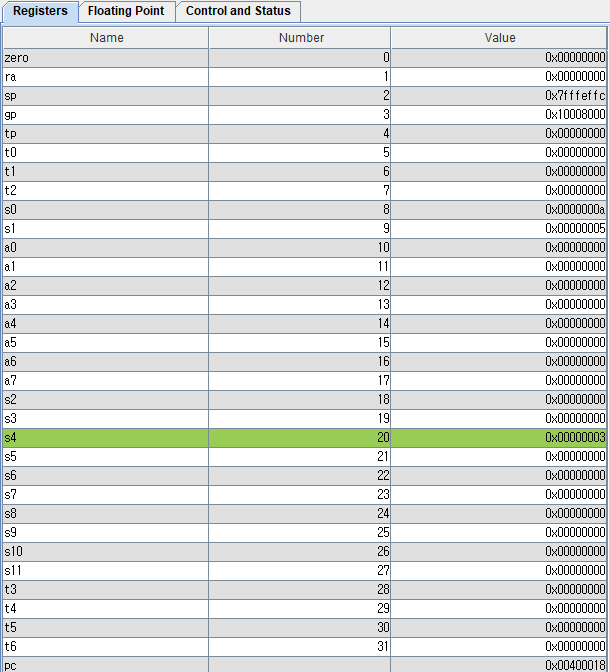 Registers Floating Point Control and Status
Name Number Value
zero 0 0x00000000
ra 1 0x00000000
sp 2 0x7fffeffc
gp 3 0x10008000
tp 4 0x00000000
t0 5 0x00000000
t1 6 0x00000000
t2 7 0x00000000
s0 8 0x0000000a
s1 9 0x00000005
a0 10 0x00000000
a1 11 0x00000000
a2 12 0x00000000
a3 13 0x00000000
a4 14 0x00000000
a5 15 0x00000000
a6 16 0x00000000
a7 17 0x00000000
s2 18 0x00000000
s3 19 0x00000000
s4 20 0x00000003
s5 21 0x00000000
s6 22 0x00000000
s7 23 0x00000000
s8 24 0x00000000
s9 25 0x00000000
s10 26 0x00000000
s11 27 0x00000000
t3 28 0x00000000
t4 29 0x00000000
t5 30 0x00000000
t6 31 0x00000000
pc 0x00400018